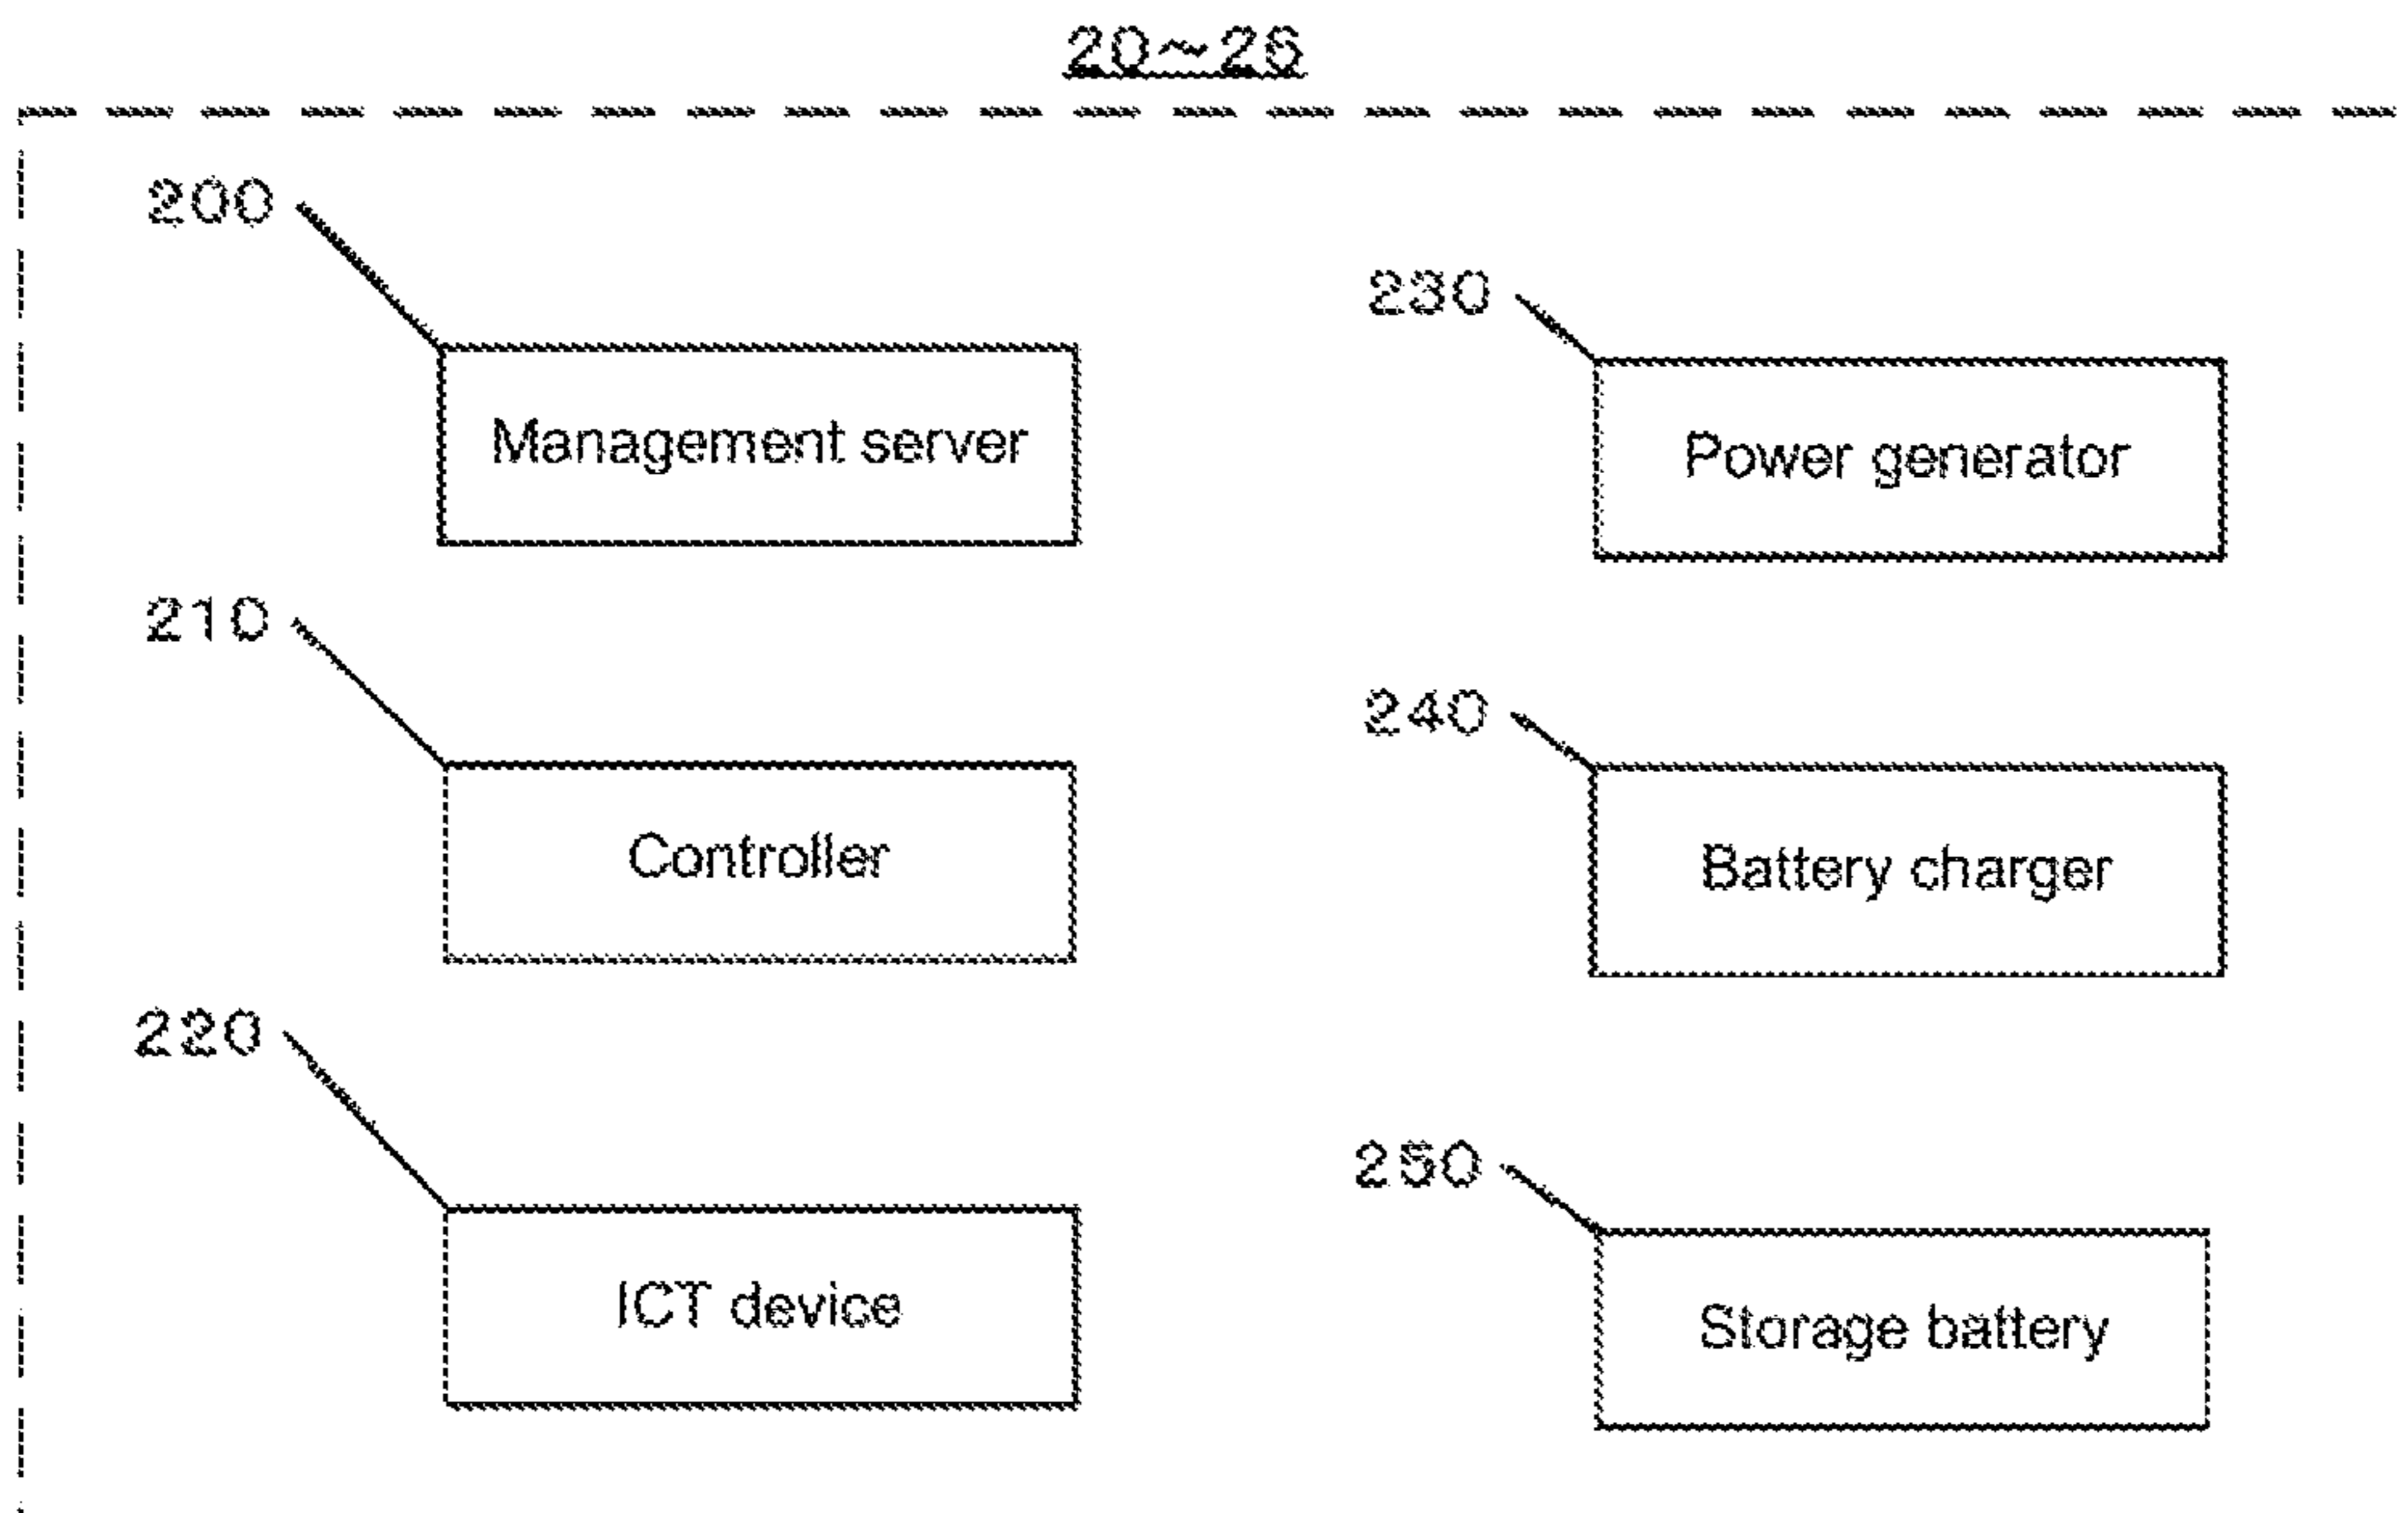 20~26
200
Management server
230
Power generator
210
Controller
240
Battery charger
220
ICT device
250
Storage battery